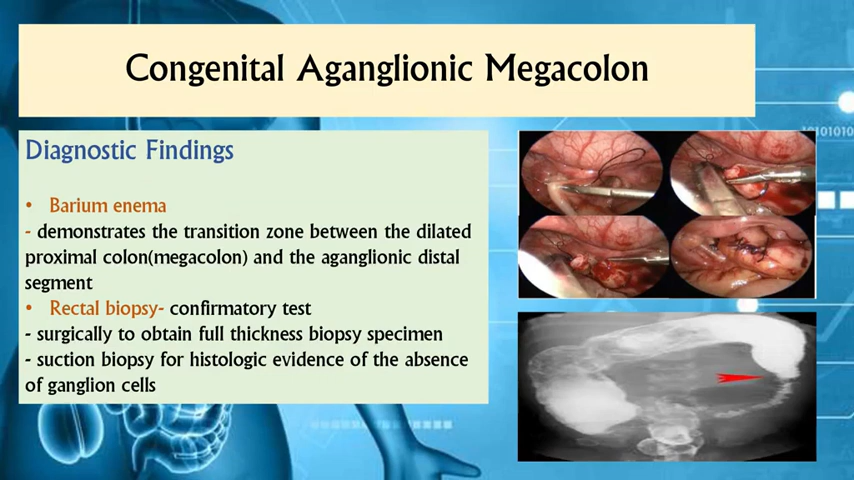 Congenital Aganglionic Megacolon
Diagnostic Findings
• Barium enema
- demonstrates the transition zone between the dilated
proximal colon(megacolon) and the aganglionic distal
segment
• Rectal biopsy- confirmatory test
- surgically to obtain full thickness biopsy specimen
- suction biopsy for histologic evidence of the absence
of ganglion cells
1010101